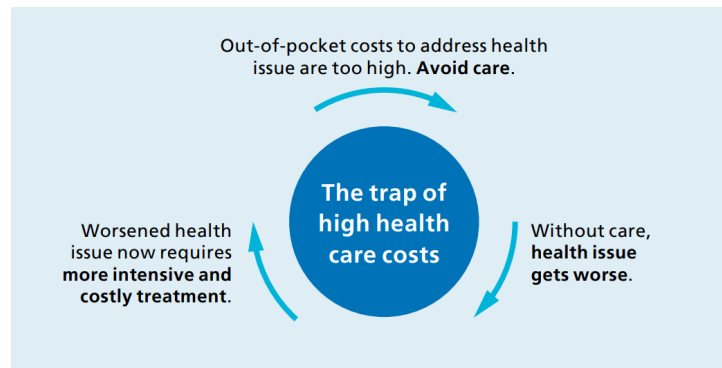 Out-of-pocket costs to address health
issue are too high. Avoid care.
The trap of
high health
care costs
Without care,
health issue
gets worse.
Worsened health
issue now requires
more intensive and
costly treatment.